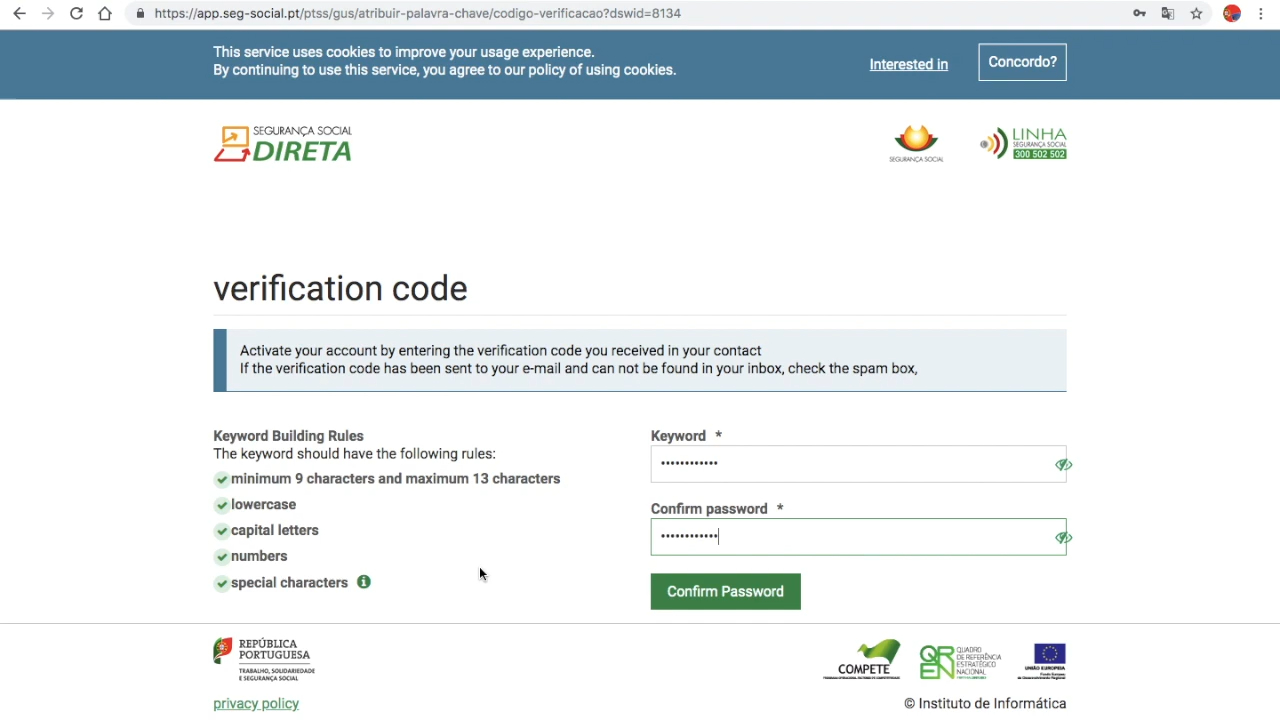 https://app.seg-social.pt/ptss/gus/atribuir-palavra-chave/codigo-verificacao?dswid=8134
This service uses cookies to improve your usage experience.
By continuing to use this service, you agree to our policy of using cookies.
Interested in
Concordo?
SEGURANÇA SOCIAL
DIRETA
SEGURANÇA SOCIAL
LINHA
SEGURANÇA SOCIAL
300 502 502
verification code
Activate your account by entering the verification code you received in your contact
If the verification code has been sent to your e-mail and can not be found in your inbox, check the spam box,
Keyword Building Rules
The keyword should have the following rules:
minimum 9 characters and maximum 13 characters
lowercase
capital letters
numbers
special characters
Keyword *
••••••••••••
Confirm password *
••••••••••••
Confirm Password
REPÚBLICA
PORTUGUESA
TRABALHO, SOLIDARIEDADE
E SEGURANÇA SOCIAL
COMPETE
QREN
QUADRO
DE REFERÊNCIA
ESTRATÉGICO
NACIONAL
UNIÃO EUROPEIA
privacy policy
© Instituto de Informática